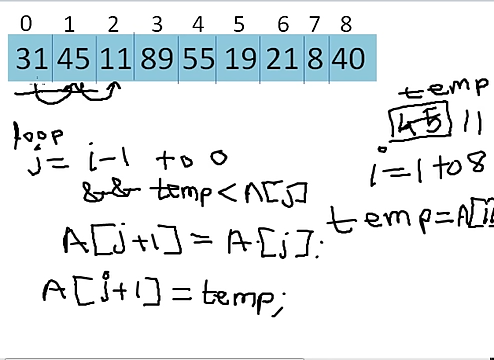 0 1 2 3 4 5 6 7 8
31 45 11 89 55 19 21 8 40
temp
45 11
loop
j = i-1 to 0
i = 1 to 8
&& temp < A[j]
temp = A[i]
A[j+1] = A[j];
A[j+1] = temp;